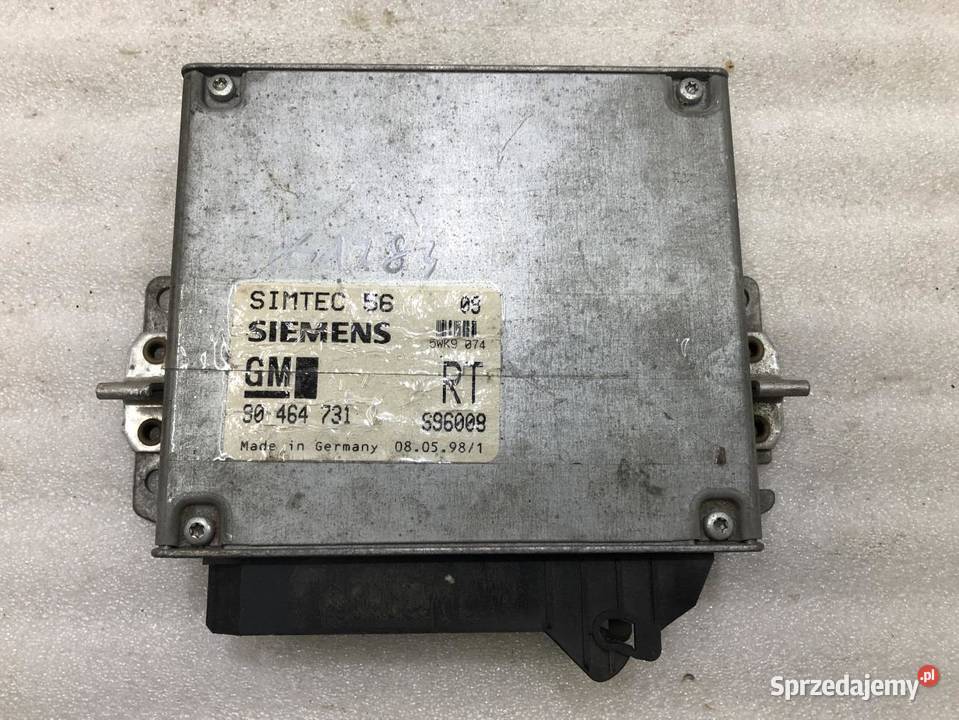 SIMTEC 56 09
SIEMENS
5WK9 074
GM RT
90 464 731 S96009
Made in Germany 08.05.98/1
Sprzedajemy.pl